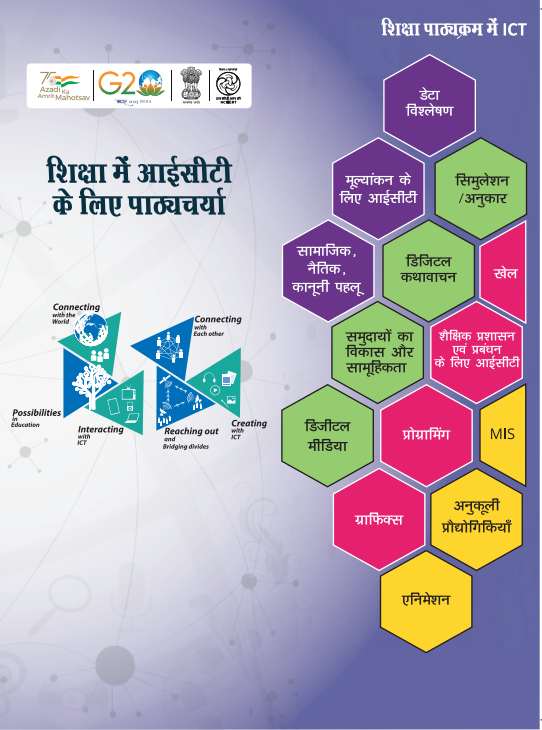 शिक्षा पाठ्यक्रम में ICT
75
Azadi Ka
Amrit Mahotsav
G20
NCERT
शिक्षा में आईसीटी
के लिए पाठ्यचर्या
Connecting
with the
World
Connecting
with
Each other
Possibilities
in
Education
Interacting
with
ICT
Reaching out
and
Bridging divides
Creating
with
ICT
डेटा
विश्लेषण
मूल्यांकन के
लिए आईसीटी
सिमुलेशन
/अनुकार
सामाजिक,
नैतिक,
कानूनी पहलू
डिजिटल
कथावाचन
खेल
समुदायों का
विकास और
सामूहिकता
शैक्षिक प्रशासन
एवं प्रबंधन
के लिए आईसीटी
डिजीटल
मीडिया
प्रोग्रामिंग
MIS
ग्राफिक्स
अनुकूली
प्रौद्योगिकियाँ
एनिमेशन